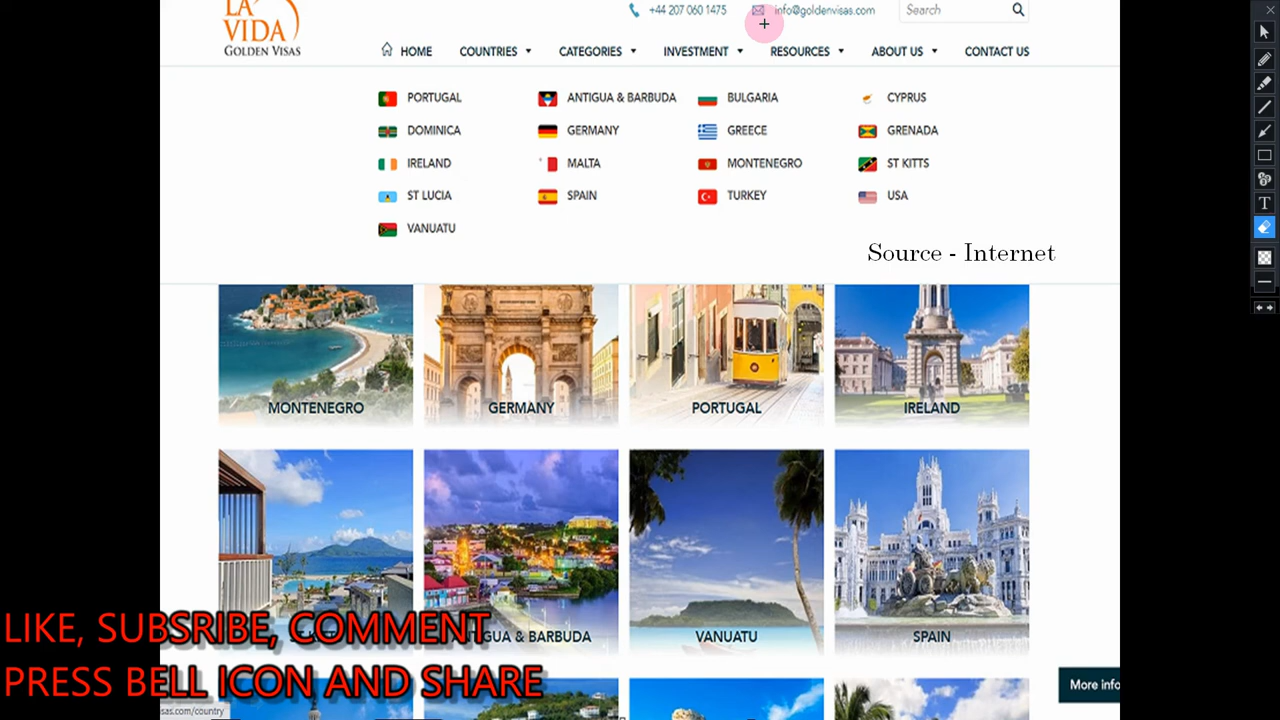 LA VIDA
GOLDEN VISAS
+44 207 060 1475
info@goldenvisas.com
Search
HOME
COUNTRIES
CATEGORIES
INVESTMENT
RESOURCES
ABOUT US
CONTACT US
PORTUGAL
ANTIGUA & BARBUDA
BULGARIA
CYPRUS
DOMINICA
GERMANY
GREECE
GRENADA
IRELAND
MALTA
MONTENEGRO
ST KITTS
ST LUCIA
SPAIN
TURKEY
USA
VANUATU
Source - Internet
MONTENEGRO
GERMANY
PORTUGAL
IRELAND
GUA & BARBUDA
VANUATU
SPAIN
LIKE, SUBSRIBE, COMMENT
PRESS BELL ICON AND SHARE
More info
sas.com/country
T